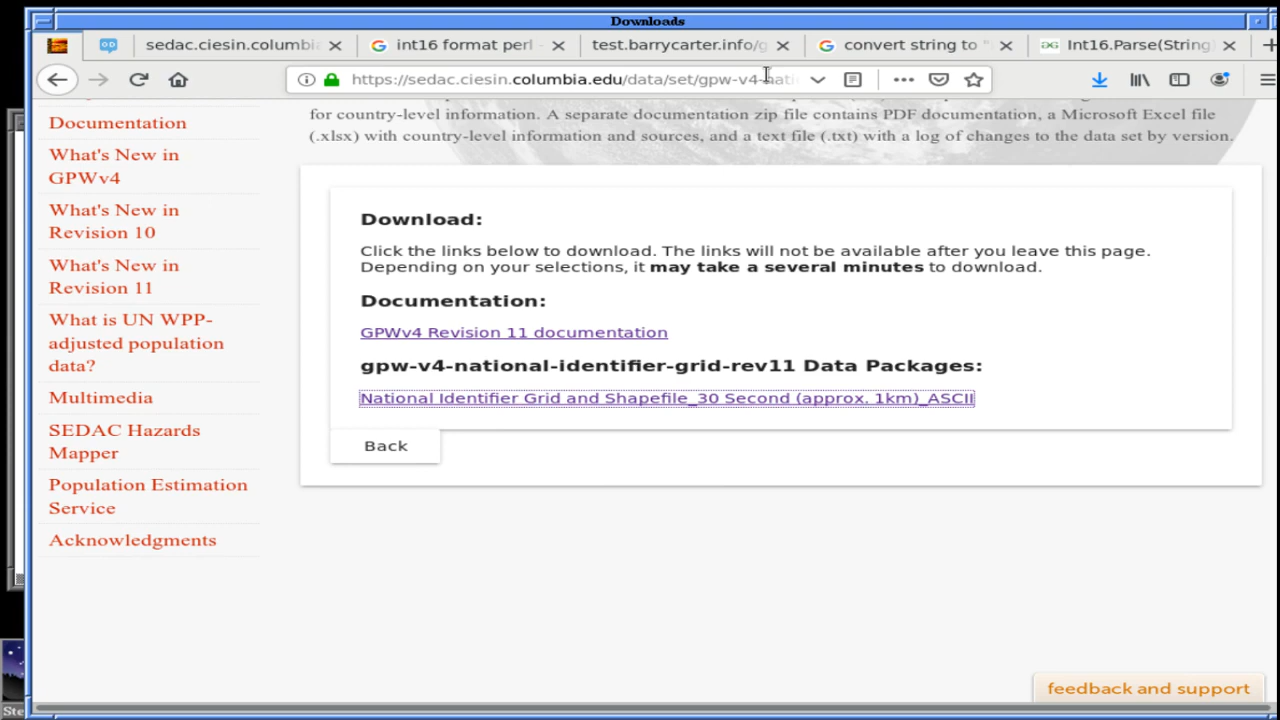 Downloads
sedac.ciesin.columbi
int16 format perl -
test.barrycarter.info/g
convert string to "
Int16.Parse(String)
https://sedac.ciesin.columbia.edu/data/set/gpw-v4-nati
for country-level information. A separate documentation zip file contains PDF documentation, a Microsoft Excel file
(.xlsx) with country-level information and sources, and a text file (.txt) with a log of changes to the data set by version.
Documentation
What's New in
GPWv4
What's New in
Revision 10
What's New in
Revision 11
What is UN WPP-
adjusted population
data?
Multimedia
SEDAC Hazards
Mapper
Population Estimation
Service
Acknowledgments
Download:
Click the links below to download. The links will not be available after you leave this page.
Depending on your selections, it may take a several minutes to download.
Documentation:
GPWv4 Revision 11 documentation
gpw-v4-national-identifier-grid-rev11 Data Packages:
National Identifier Grid and Shapefile_30 Second (approx. 1km)_ASCII
Back
feedback and support
Ste